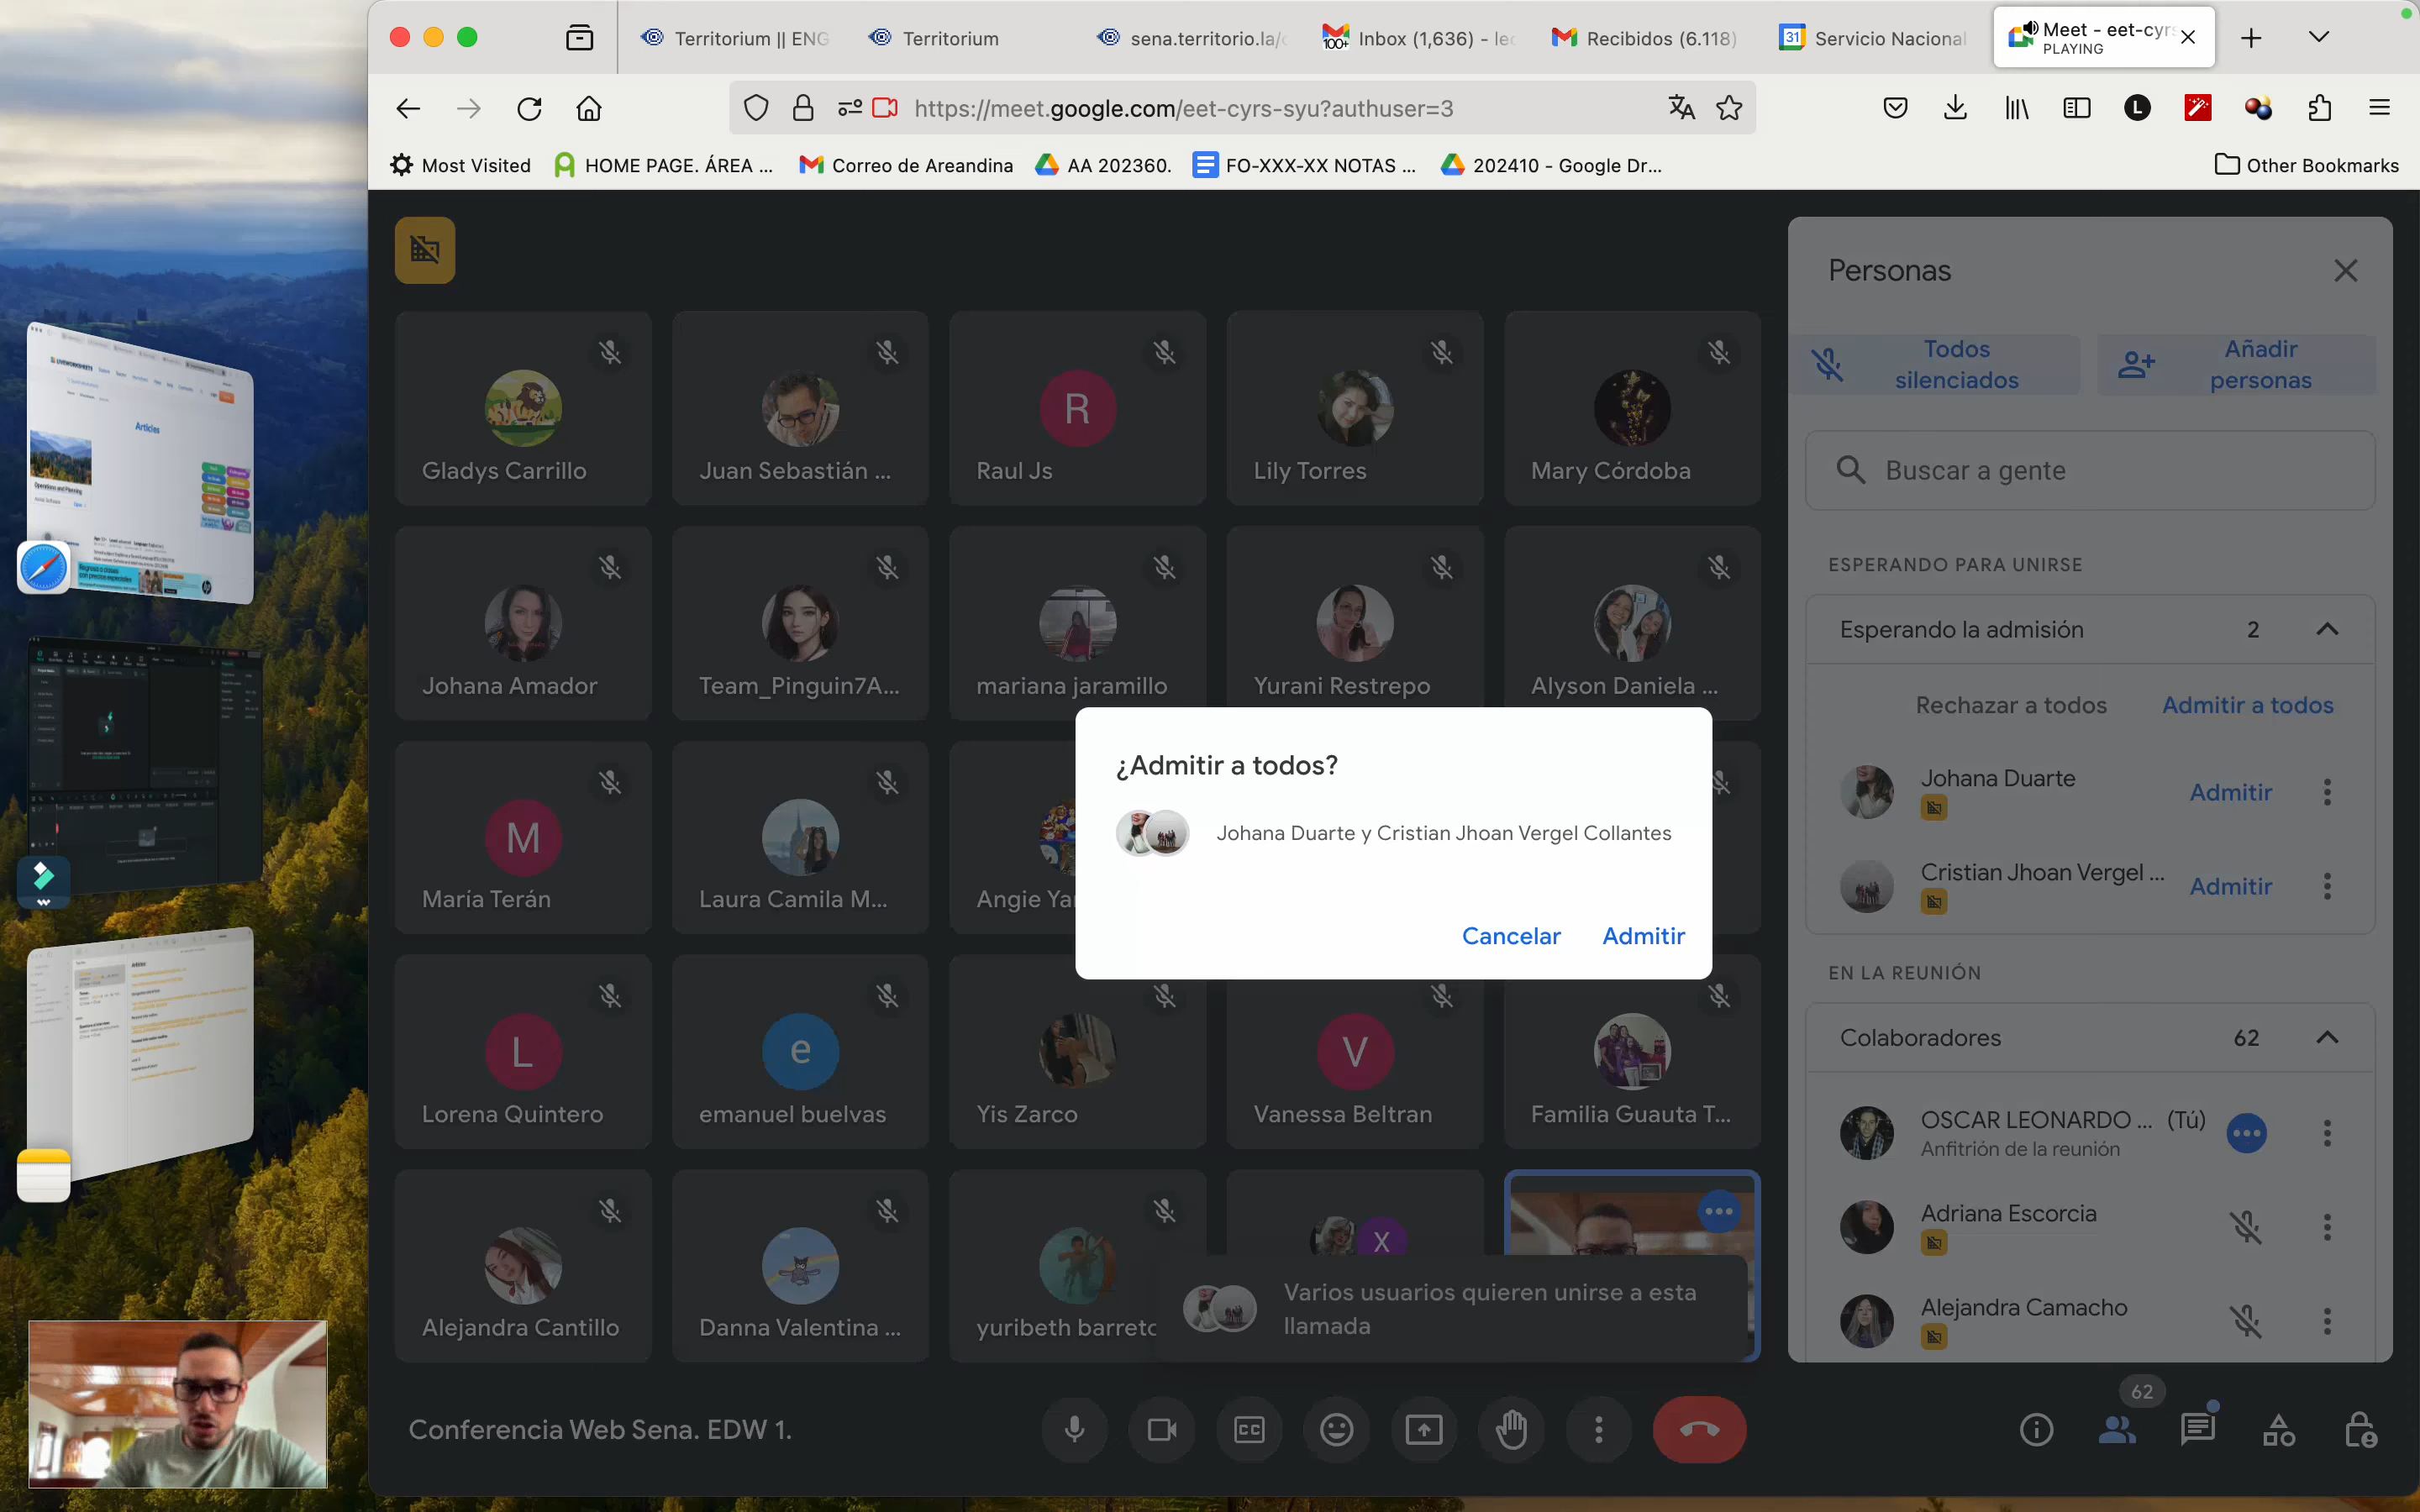 Territorium || ENG
Territorium
sena.territorio.la/
Inbox (1,636) - lec
Recibidos (6.118)
Servicio Nacional
Meet - eet-cyrs
PLAYING
https://meet.google.com/eet-cyrs-syu?authuser=3
Most Visited
HOME PAGE. ÁREA ...
Correo de Areandina
AA 202360.
FO-XXX-XX NOTAS ...
202410 - Google Dr...
Other Bookmarks
Articles
Gladys Carrillo
Juan Sebastián ...
R
Raul Js
Lily Torres
Mary Córdoba
Johana Amador
Team_Pinguin7A...
mariana jaramillo
Yurani Restrepo
Alyson Daniela ...
M
María Terán
Laura Camila M...
Angie Ya
L
Lorena Quintero
e
emanuel buelvas
Yis Zarco
V
Vanessa Beltran
Familia Guauta T...
Alejandra Cantillo
Danna Valentina ...
yuribeth barreto
X
¿Admitir a todos?
Johana Duarte y Cristian Jhoan Vergel Collantes
Cancelar
Admitir
Varios usuarios quieren unirse a esta
llamada
Personas
Todos
silenciados
Añadir
personas
Buscar a gente
ESPERANDO PARA UNIRSE
Esperando la admisión 2
Rechazar a todos
Admitir a todos
Johana Duarte
Admitir
Cristian Jhoan Vergel ...
Admitir
EN LA REUNIÓN
Colaboradores 62
OSCAR LEONARDO ... (Tú)
Anfitrión de la reunión
Adriana Escorcia
Alejandra Camacho
Conferencia Web Sena. EDW 1.
62